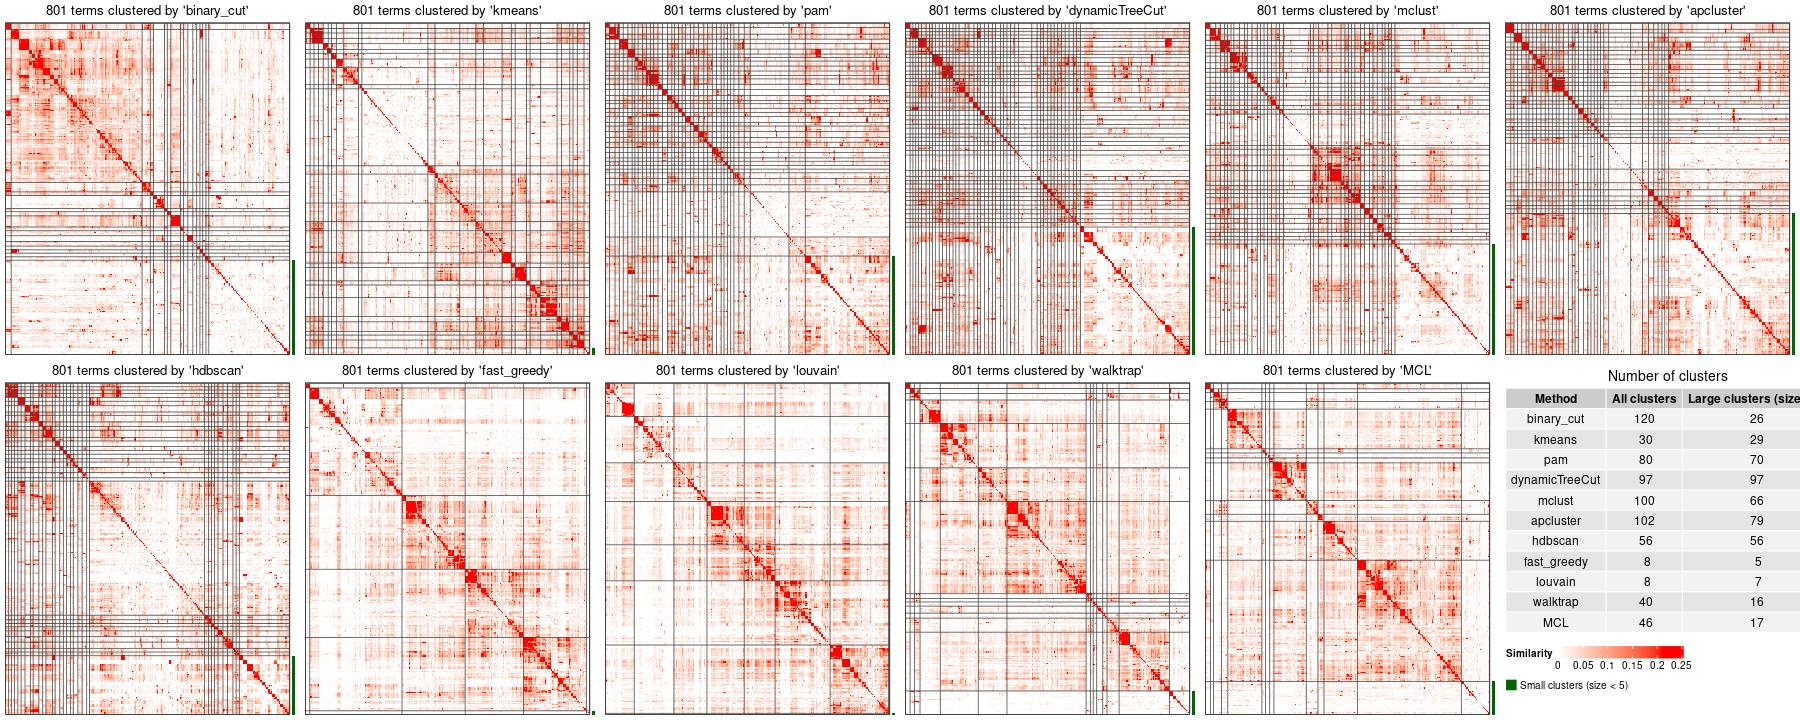 801 terms clustered by 'binary_cut'
801 terms clustered by 'kmeans'
801 terms clustered by 'pam'
801 terms clustered by 'dynamicTreeCut'
801 terms clustered by 'mclust'
801 terms clustered by 'apcluster'
801 terms clustered by 'hdbscan'
801 terms clustered by 'fast_greedy'
801 terms clustered by 'louvain'
801 terms clustered by 'walktrap'
801 terms clustered by 'MCL'
Number of clusters
Method All clusters Large clusters (size
binary_cut 120 26
kmeans 30 29
pam 80 70
dynamicTreeCut 97 97
mclust 100 66
apcluster 102 79
hdbscan 56 56
fast_greedy 8 5
louvain 8 7
walktrap 40 16
MCL 46 17
Similarity
0 0.05 0.1 0.15 0.2 0.25
Small clusters (size < 5)